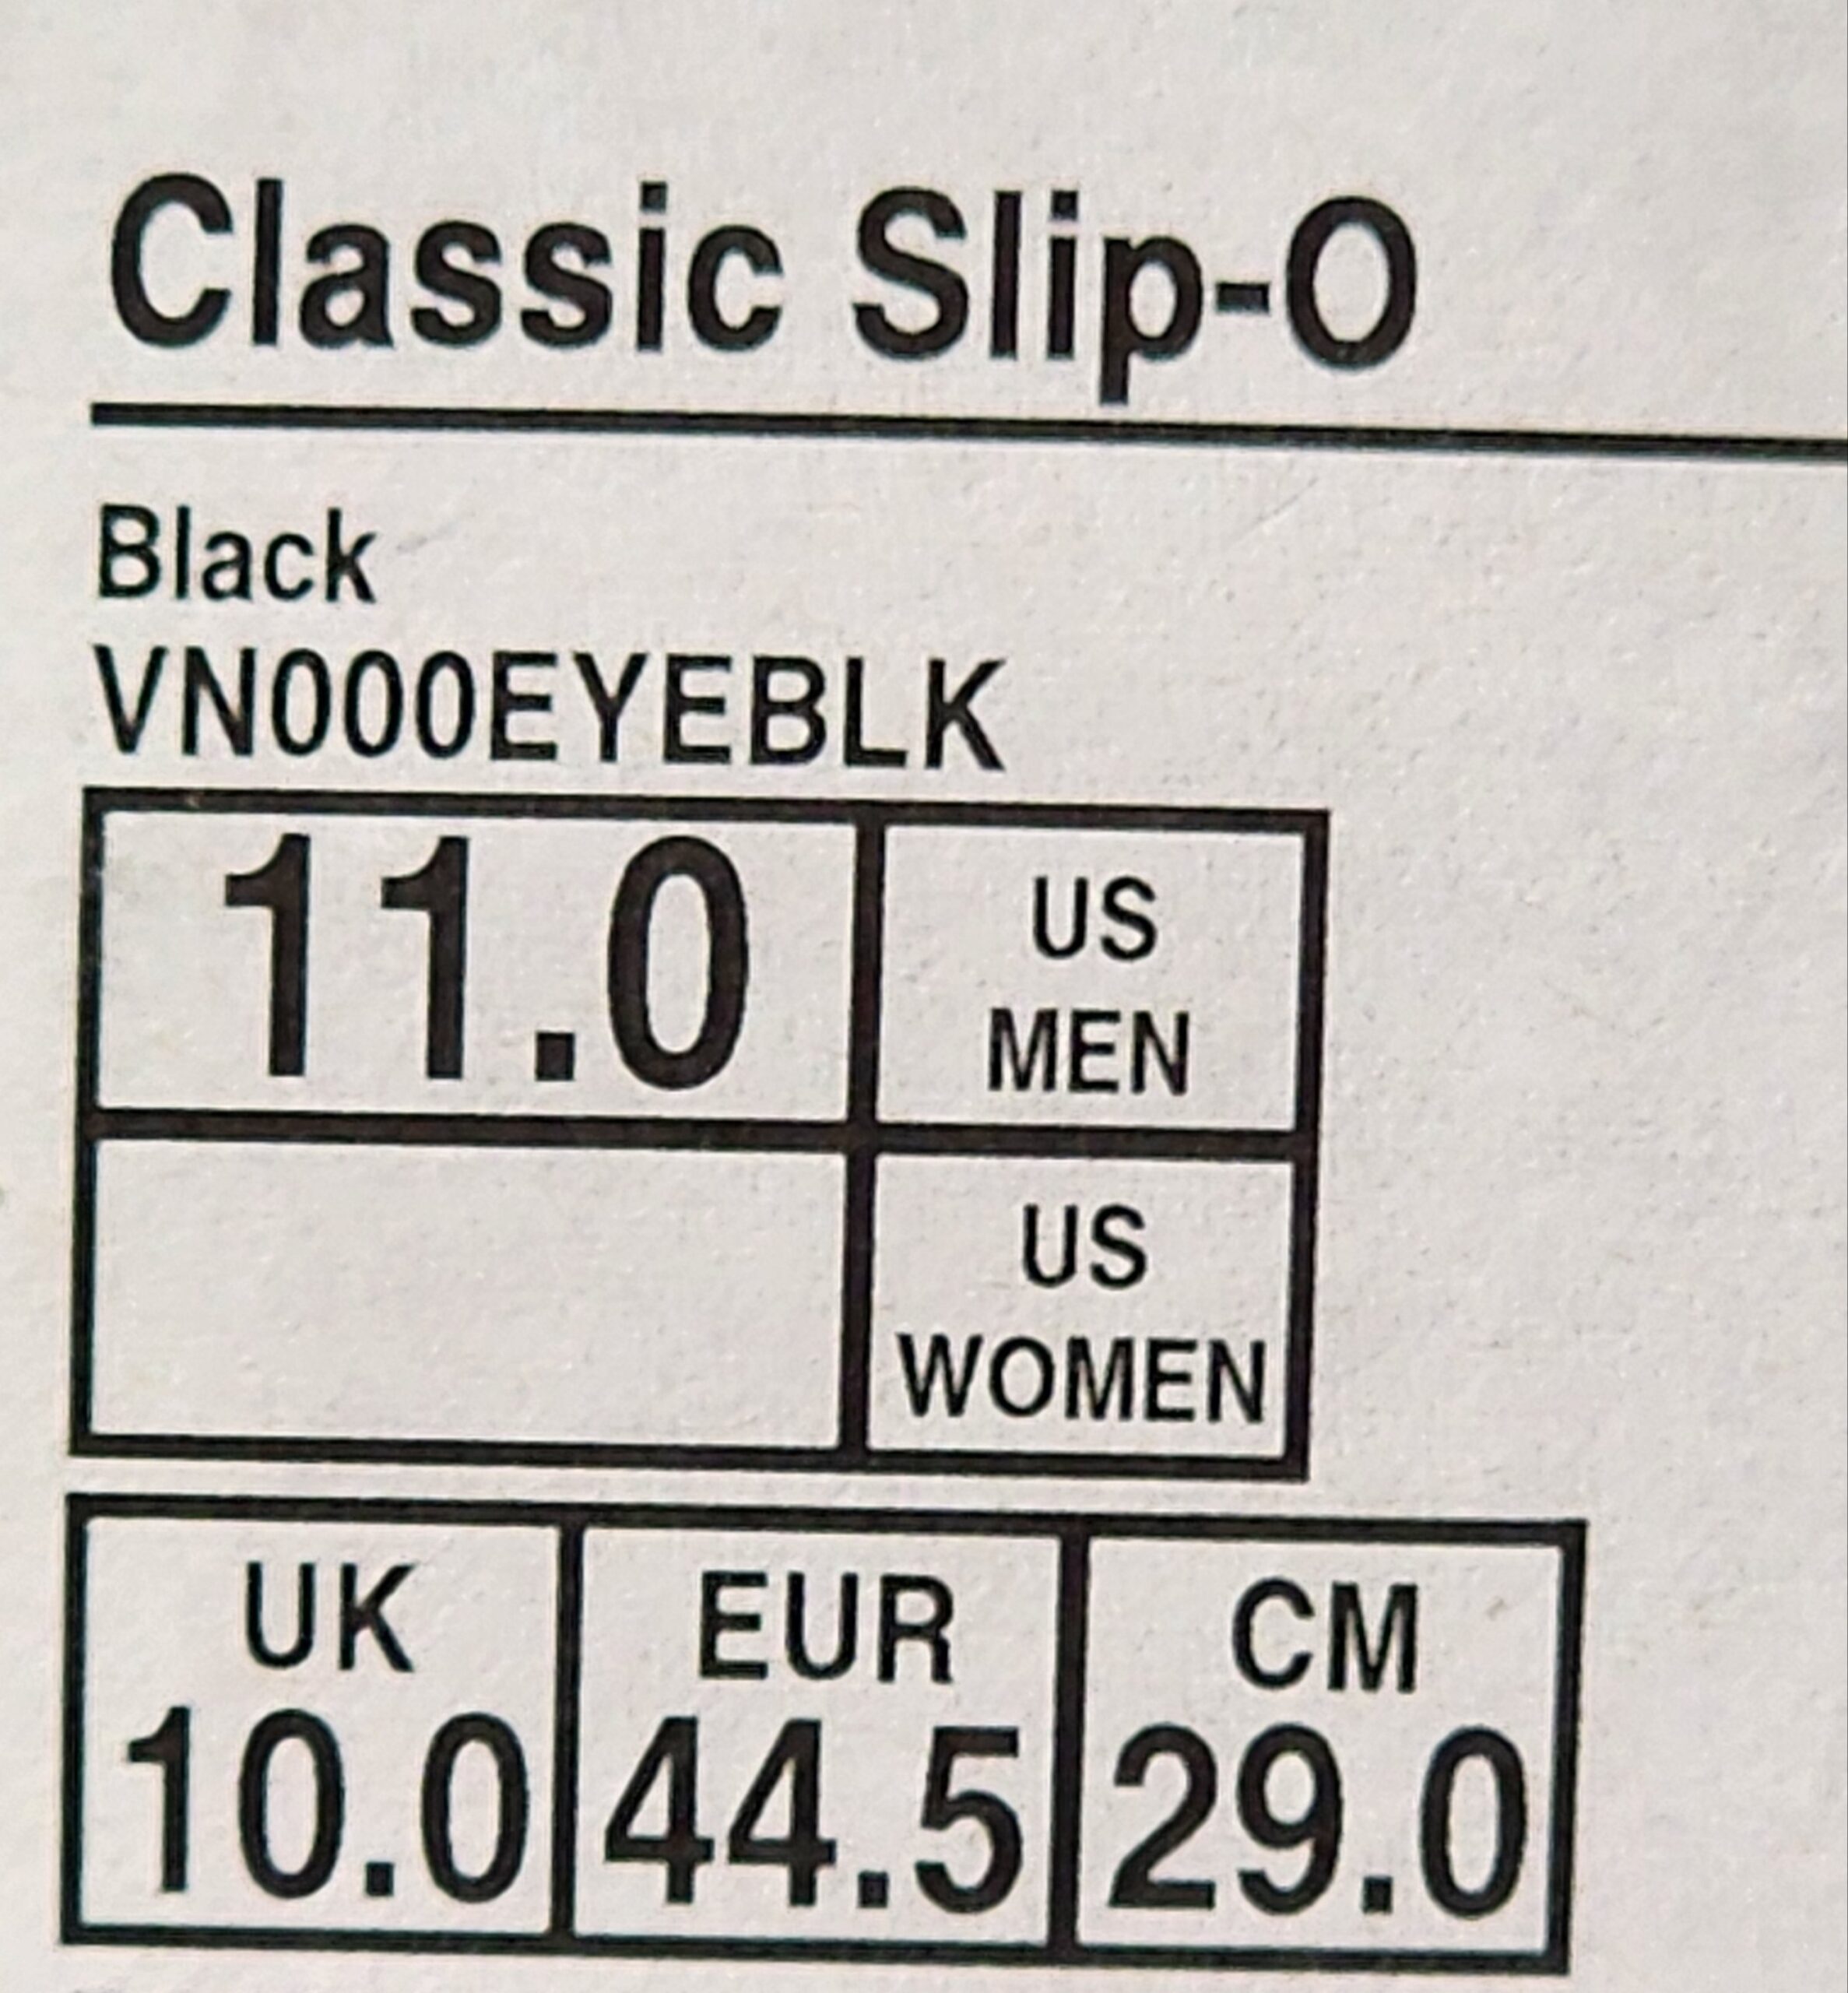 Classic Slip-O
Black
VN000EYEBLK
11.0
US
MEN
US
WOMEN
UK
10.0
EUR
44.5
CM
29.0